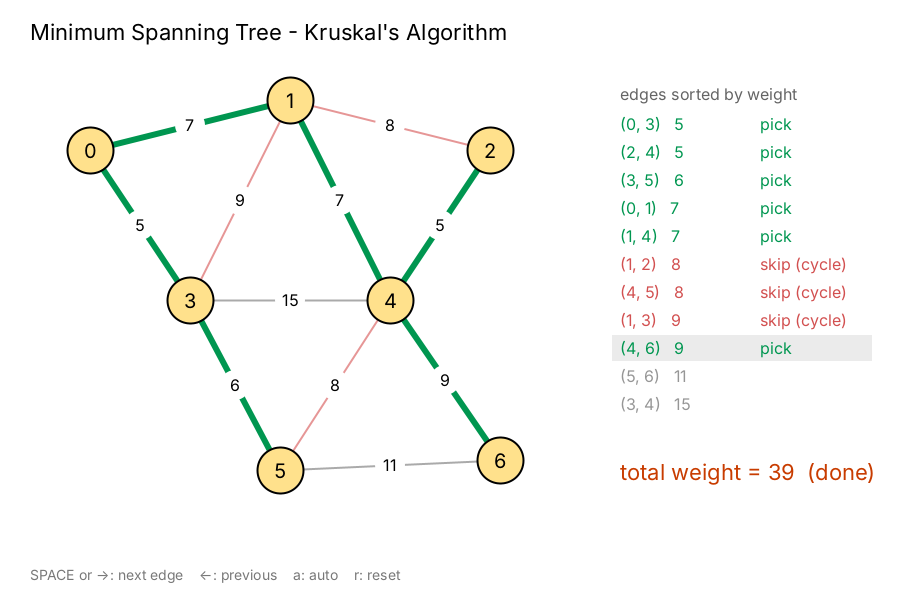 Minimum Spanning Tree - Kruskal's Algorithm
edges sorted by weight
(0, 3) 5 pick
(2, 4) 5 pick
(3, 5) 6 pick
(0, 1) 7 pick
(1, 4) 7 pick
(1, 2) 8 skip (cycle)
(4, 5) 8 skip (cycle)
(1, 3) 9 skip (cycle)
(4, 6) 9 pick
(5, 6) 11
(3, 4) 15
total weight = 39 (done)
1
7
8
0
2
9
7
5
5
3
15
4
6
8
9
5
11
6
SPACE or →: next edge ←: previous a: auto r: reset